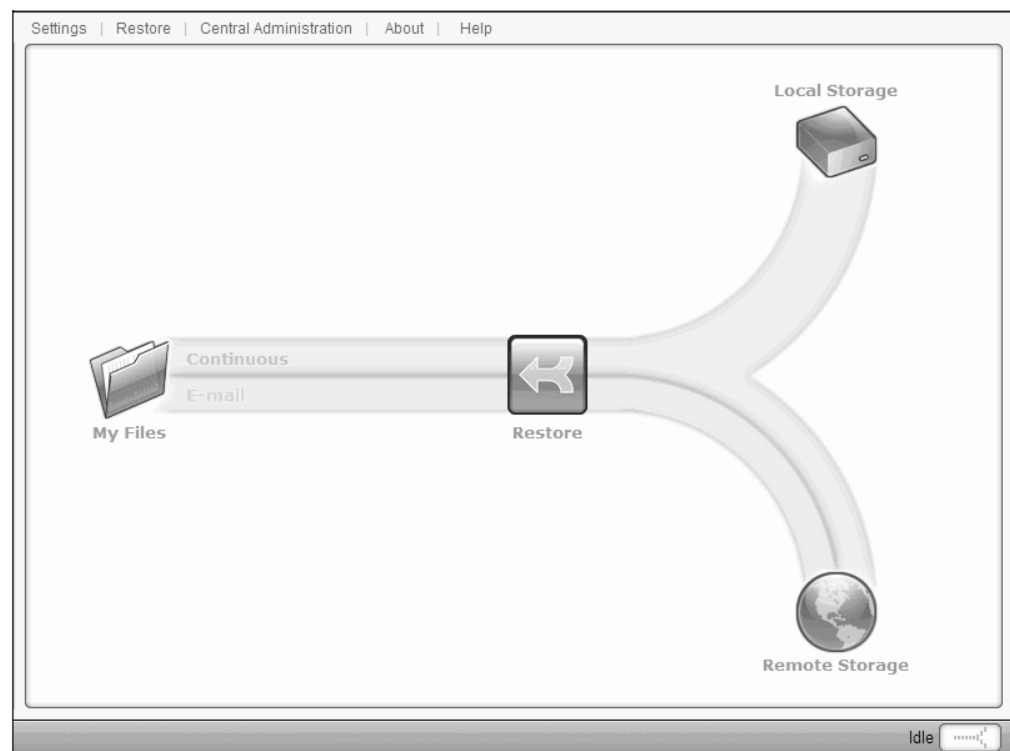 Settings | Restore | Central Administration | About | Help
Local Storage
Continuous
E-mail
My Files
Restore
Remote Storage
Idle